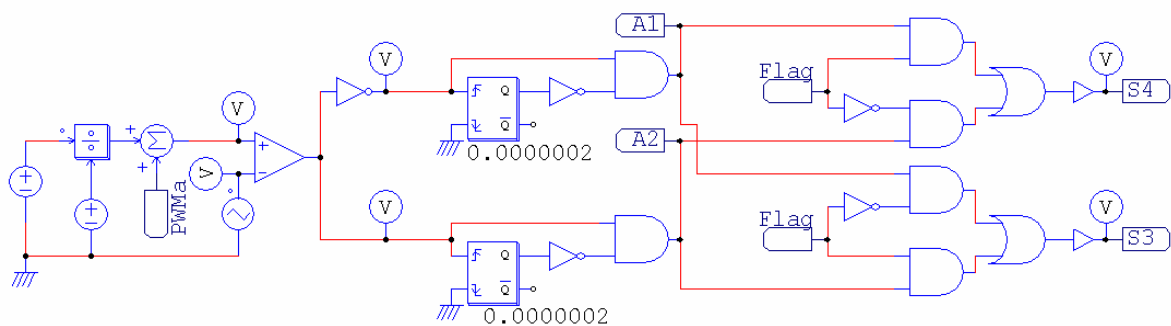 A1
V
Flag
V
S4
Q
V
÷
Σ
V
Q
A2
0.0000002
PWMa
V
Flag
V
S3
Q
Q
0.0000002